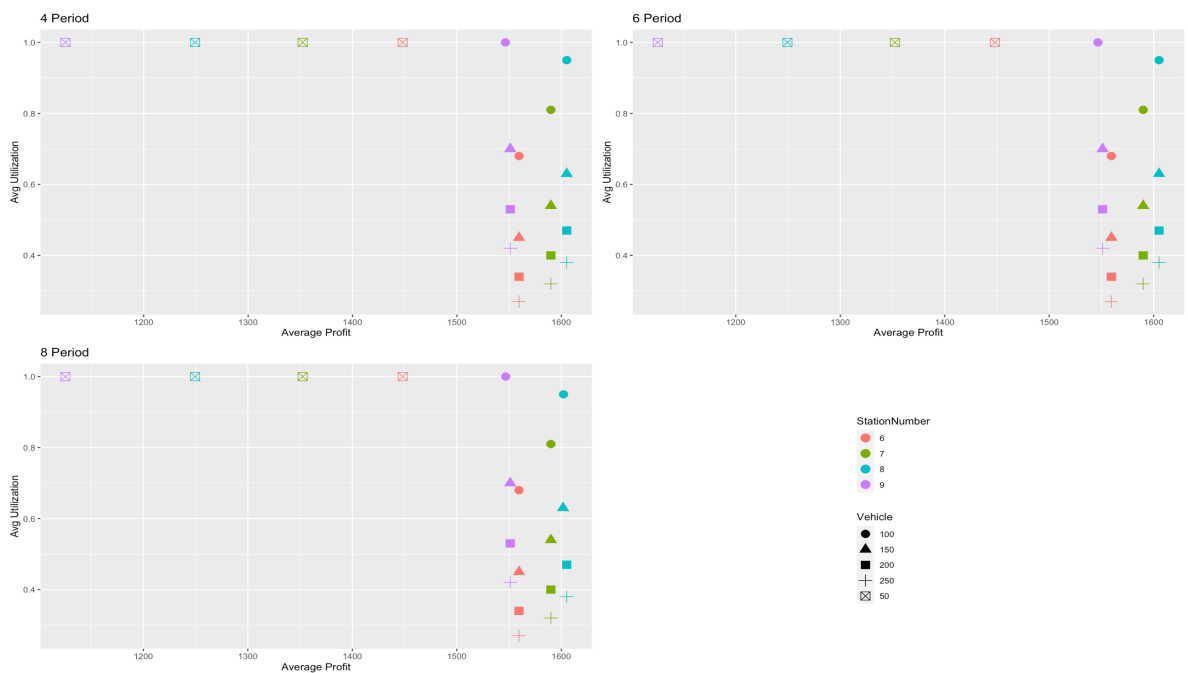 4 Period
1.0
0.8
0.6
0.4
Avg Utilization
1200 1300 1400 1500 1600
Average Profit
6 Period
1.0
0.8
0.6
0.4
Avg Utilization
1200 1300 1400 1500 1600
Average Profit
8 Period
1.0
0.8
0.6
0.4
Avg Utilization
1200 1300 1400 1500 1600
Average Profit
StationNumber
6
7
8
9
Vehicle
100
150
200
250
50